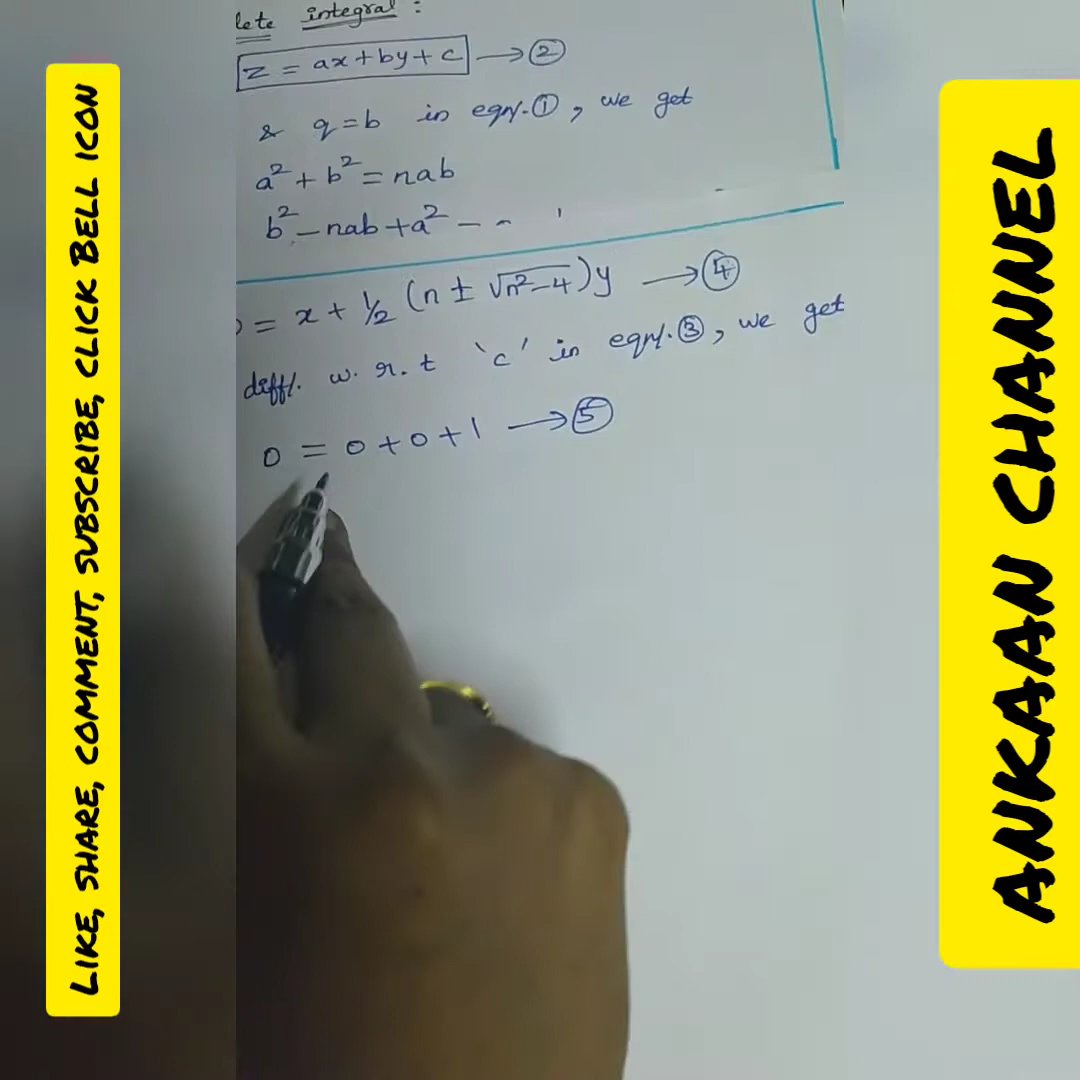 LIKE, SHARE, COMMENT, SUBSCRIBE, CLICK BELL ICON
lete integral :
z = ax + by + c → ②
& q = b in eqn. ①, we get
a² + b² = nab
b² - nab + a² -
= x + 1/2 (n ± √n²-4) y → ④
diff/. w. r. t 'c' in eqn/. ③, we get
0 = 0 + 0 + 1 → ⑤
ANKAAN CHANNEL